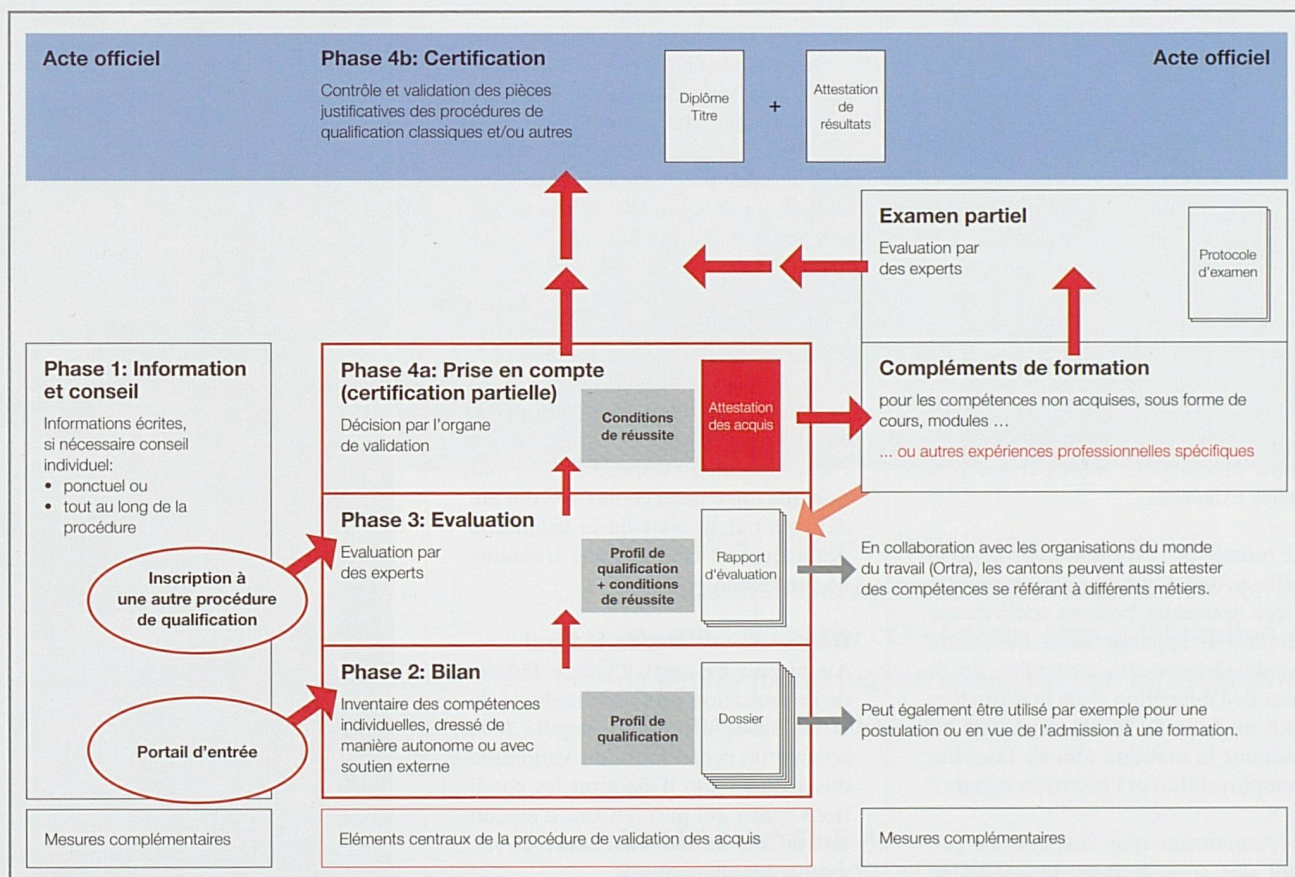 Acte officiel
Phase 4b: Certification
Contrôle et validation des pièces
justificatives des procédures de
qualification classiques et/ou autres
Diplôme
Titre
+
Attestation
de
résultats
Acte officiel
Examen partiel
Evaluation par
des experts
Protocole
d'examen
Phase 1: Information
et conseil
Informations écrites,
si nécessaire conseil
individuel:
• ponctuel ou
• tout au long de la
procédure
Inscription à
une autre procédure
de qualification
Portail d'entrée
Phase 4a: Prise en compte
(certification partielle)
Décision par l'organe
de validation
Conditions
de réussite
Attestation
des acquis
Compléments de formation
pour les compétences non acquises, sous forme de
cours, modules ...
... ou autres expériences professionnelles spécifiques
Phase 3: Evaluation
Evaluation par
des experts
Profil de
qualification
+ conditions
de réussite
Rapport
d'évaluation
En collaboration avec les organisations du monde
du travail (Ortra), les cantons peuvent aussi attester
des compétences se référant à différents métiers.
Phase 2: Bilan
Inventaire des compétences
individuelles, dressé de
manière autonome ou avec
soutien externe
Profil de
qualification
Dossier
Peut également être utilisé par exemple pour une
postulation ou en vue de l'admission à une formation.
Mesures complémentaires
Eléments centraux de la procédure de validation des acquis
Mesures complémentaires